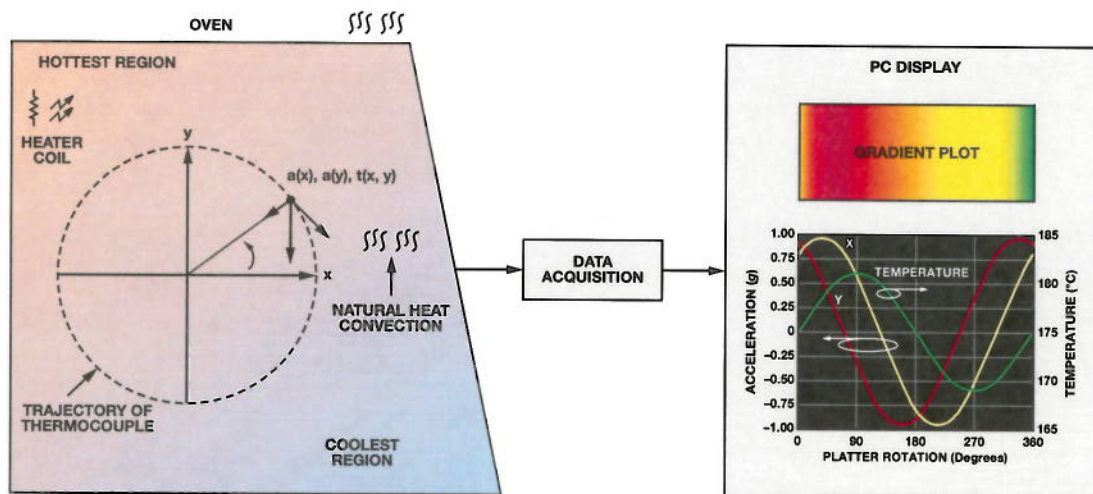 OVEN
HOTTEST REGION
HEATER
COIL
y
a(x), a(y), t(x, y)
x
NATURAL HEAT
CONVECTION
TRAJECTORY OF
THERMOCOUPLE
COOLEST
REGION
DATA
ACQUISITION
PC DISPLAY
GRADIENT PLOT
ACCELERATION (g)
1.00
0.75
0.50
0.25
0
–0.25
–0.50
–0.75
–1.00
X
TEMPERATURE
Y
185
180
175
170
165
TEMPERATURE (°C)
0 90 180 270 360
PLATTER ROTATION (Degrees)